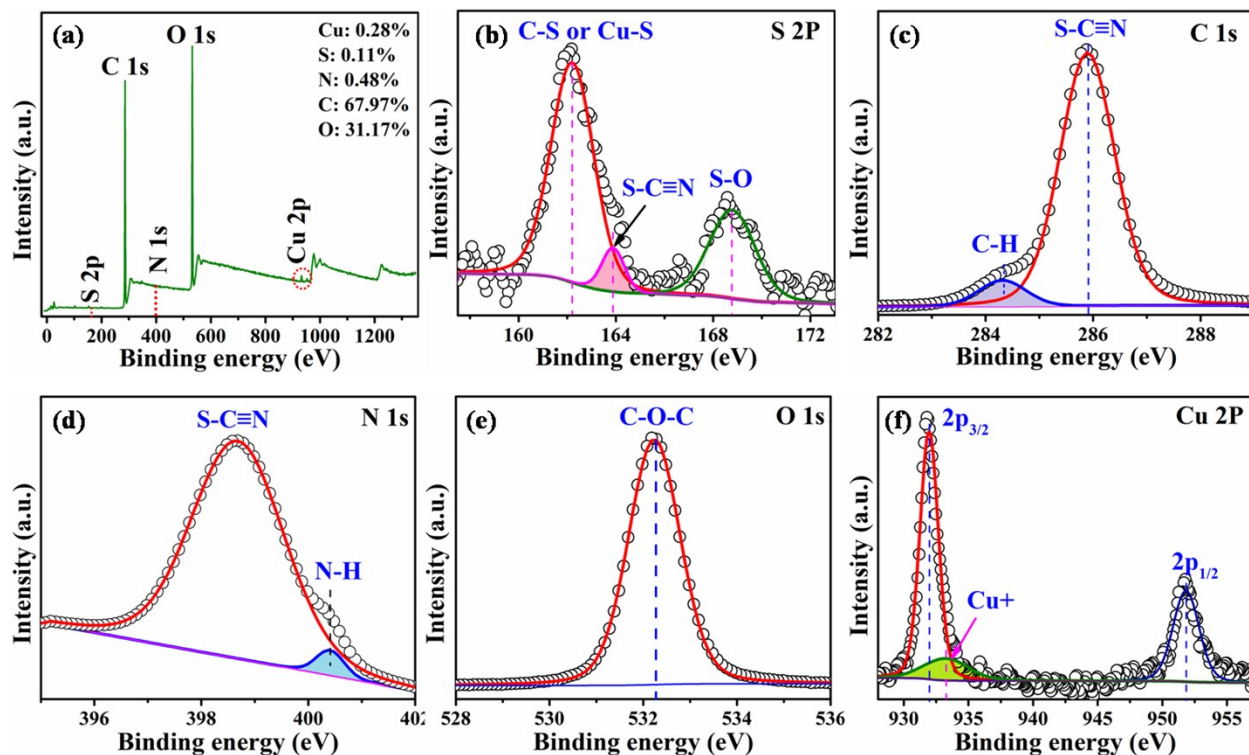 (a)
O 1s
C 1s
Cu: 0.28%
S: 0.11%
N: 0.48%
C: 67.97%
O: 31.17%
S 2p
N 1s
Cu 2p
Intensity (a.u.)
0 200 400 600 800 1000 1200
Binding energy (eV)
(b)
C-S or Cu-S
S 2P
S-C≡N
S-O
Intensity (a.u.)
160 164 168 172
Binding energy (eV)
(c)
S-C≡N
C 1s
C-H
Intensity (a.u.)
282 284 286 288
Binding energy (eV)
(d)
S-C≡N
N 1s
N-H
Intensity (a.u.)
396 398 400 402
Binding energy (eV)
(e)
C-O-C
O 1s
Intensity (a.u.)
528 530 532 534 536
Binding energy (eV)
(f)
2p3/2
Cu 2P
2p1/2
Cu+
Intensity (a.u.)
930 935 940 945 950 955
Binding energy (eV)